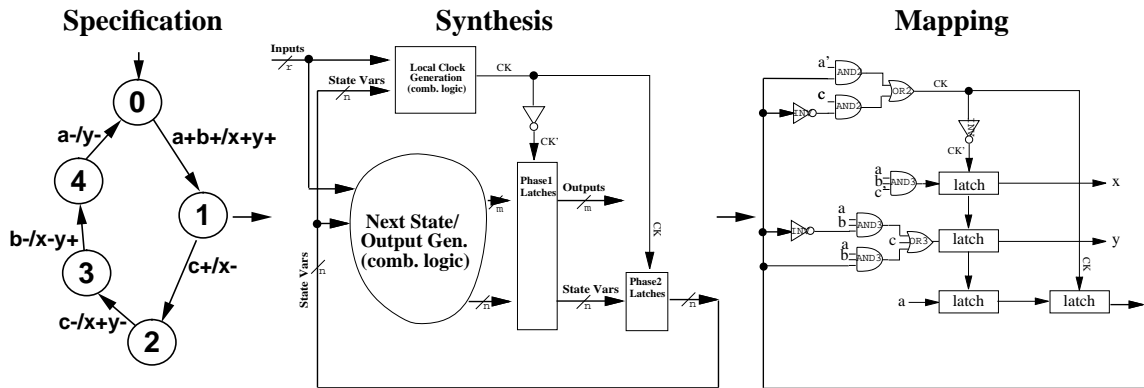 Specification
0
a-/y-
a+b+/x+y+
4
1
b-/x-y+
c+/x-
3
c-/x+y-
2
Synthesis
Inputs
r
State Vars
n
Local Clock
Generation
(comb. logic)
CK
CK'
Next State/
Output Gen.
(comb. logic)
m
n
Phase1
Latches
Outputs
m
CK
State Vars
n
Phase2
Latches
n
State Vars
n
Mapping
a'
AND2
c
AND2
INV
OR2
CK
INV
CK'
a
b
c'
AND3
latch
x
a
b
AND3
INV
c
OR3
latch
y
a
b
AND3
CK
a
latch
latch